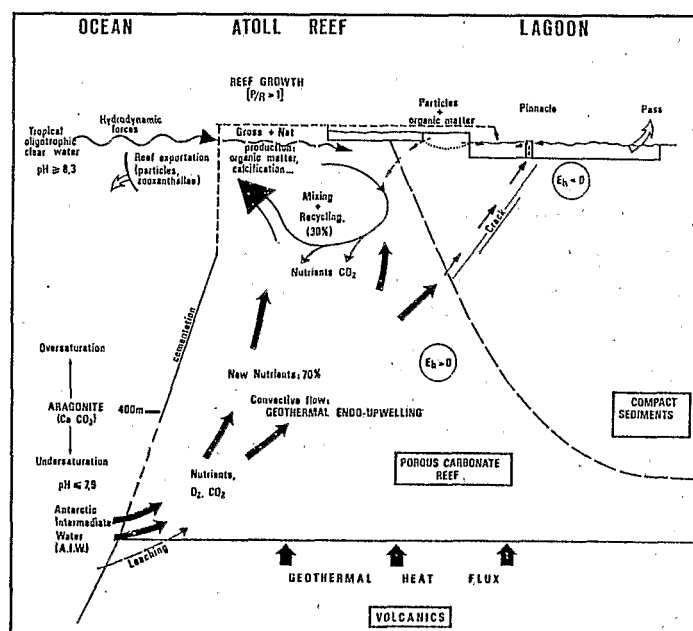 OCEAN
ATOLL REEF
LAGOON
REEF GROWTH
[P/R > 1]
Hydrodynamic
forces
Tropical
oligotrophic
clear water
pH ≥ 8,3
Reef exportation
(particles,
zooxanthellae)
Gross + Net
production:
organic matter,
calcification...
Particles
+
organic matter
Pinnacle
Pass
Mixing
+
Recycling.
(30%)
Nutrients CO2
Eh < 0
Crack
cementation
Eh > 0
Oversaturation
ARAGONITE
(Ca CO3)
400m
Undersaturation
pH ≤ 7,9
New Nutrients: 70%
Convective flow:
GEOTHERMAL ENDO-UPWELLING
COMPACT
SEDIMENTS
POROUS CARBONATE
REEF
Nutrients,
O2, CO2
Antarctic
Intermediate
Water
(A.I.W.)
Leaching
GEOTHERMAL HEAT FLUX
VOLCANICS